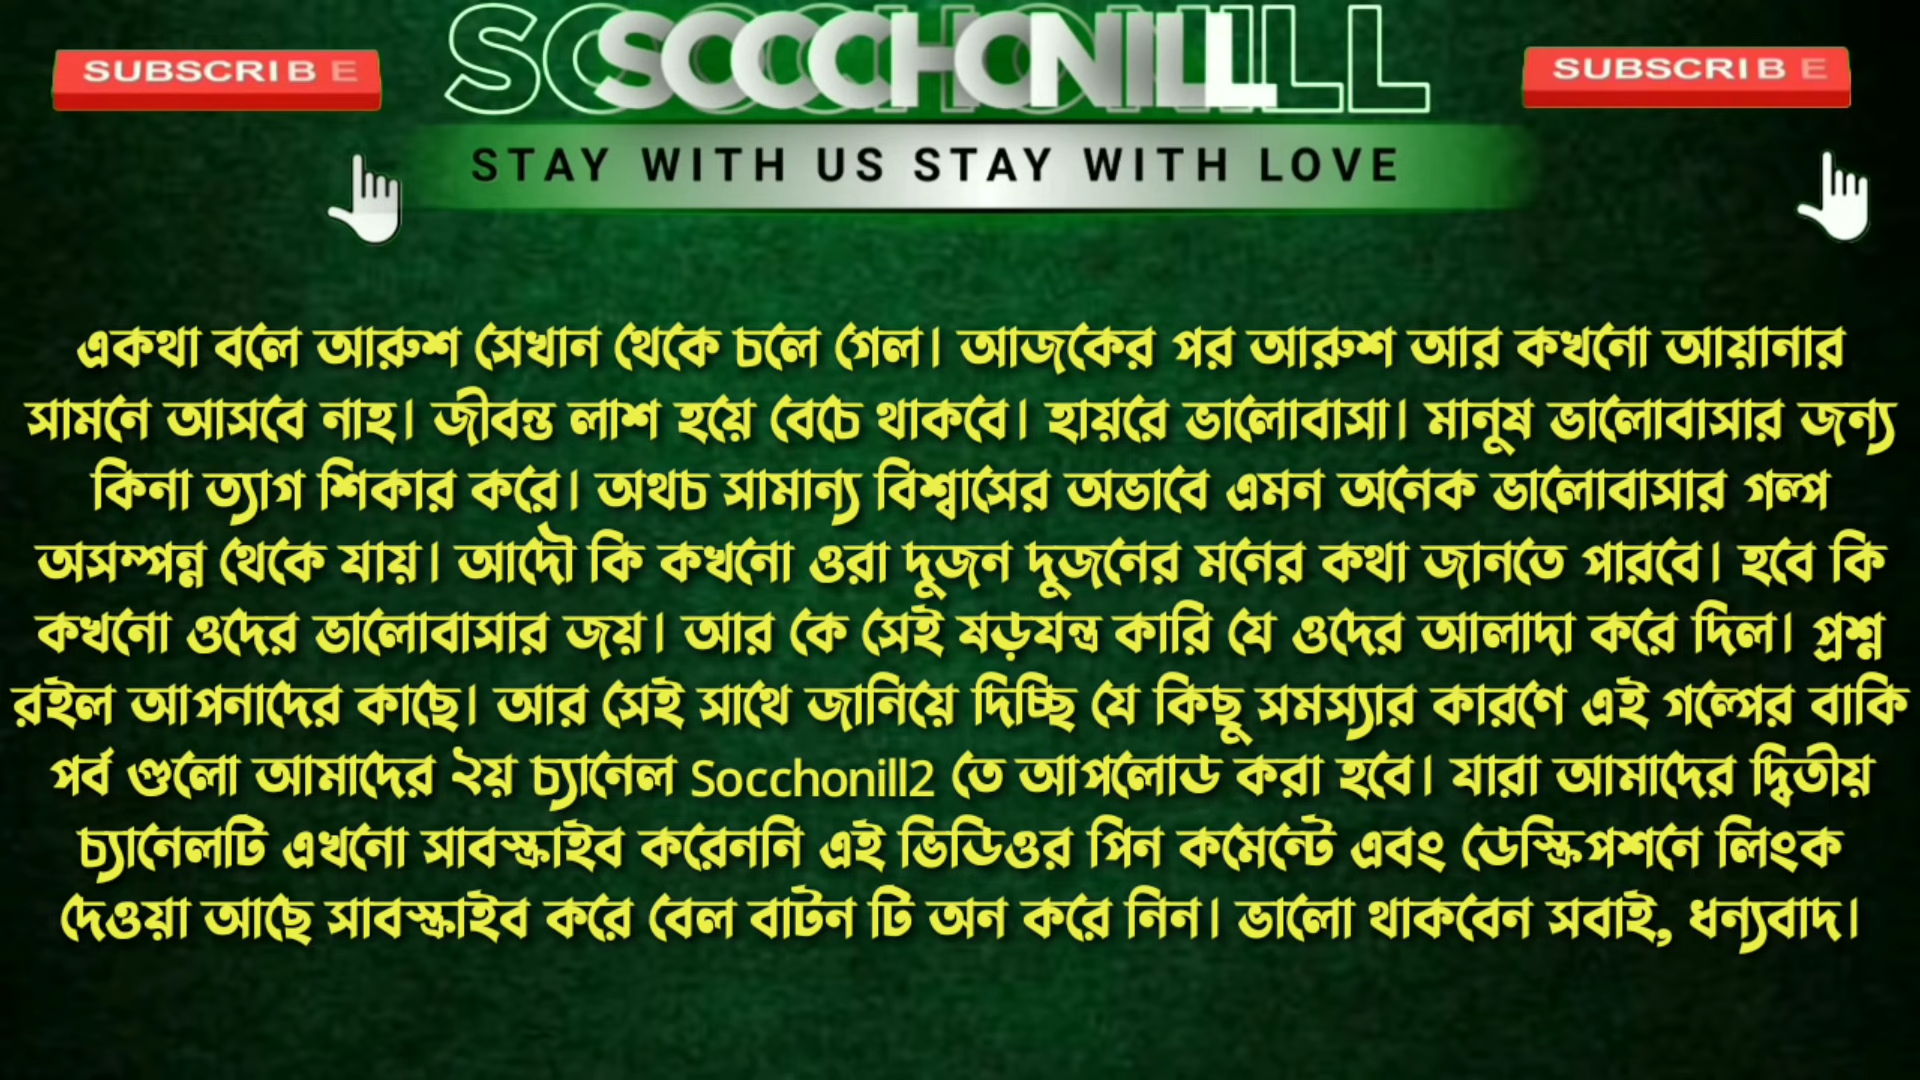 SOCCHONILL
SUBSCRIBE
SUBSCRIBE
STAY WITH US STAY WITH LOVE
একথা বলে আরুশ সেখান থেকে চলে গেল। আজকের পর আরুশ আর কখনো আয়ানার
সামনে আসবে নাহ। জীবন্ত লাশ হয়ে বেচে থাকবে। হায়রে ভালোবাসা। মানুষ ভালোবাসার জন্য
কিনা ত্যাগ শিকার করে। অথচ সামান্য বিশ্বাসের অভাবে এমন অনেক ভালোবাসার গল্প
অসম্পন্ন থেকে যায়। আদৌ কি কখনো ওরা দুজন দুজনের মনের কথা জানতে পারবে। হবে কি
কখনো ওদের ভালোবাসার জয়। আর কে সেই ষড়যন্ত্র কারি যে ওদের আলাদা করে দিল। প্রশ্ন
রইল আপনাদের কাছে। আর সেই সাথে জানিয়ে দিচ্ছি যে কিছু সমস্যার কারণে এই গল্পের বাকি
পর্ব গুলো আমাদের ২য় চ্যানেল Socchonill2 তে আপলোড করা হবে। যারা আমাদের দ্বিতীয়
চ্যানেলটি এখনো সাবস্ক্রাইব করেননি এই ভিডিওর পিন কমেন্টে এবং ডেস্ক্রিপশনে লিংক
দেওয়া আছে সাবস্ক্রাইব করে বেল বাটন টি অন করে নিন। ভালো থাকবেন সবাই, ধন্যবাদ।